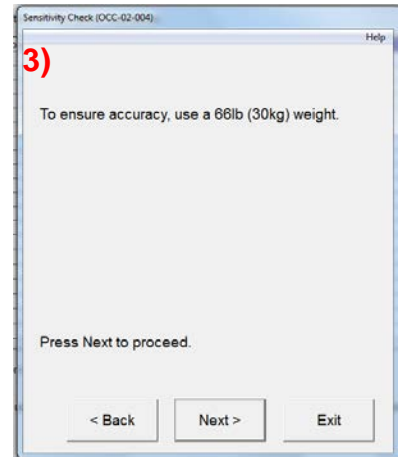 Sensitivity Check (OCC-02-004)
Help
3)
To ensure accuracy, use a 66lb (30kg) weight.
Press Next to proceed.
< Back
Next >
Exit